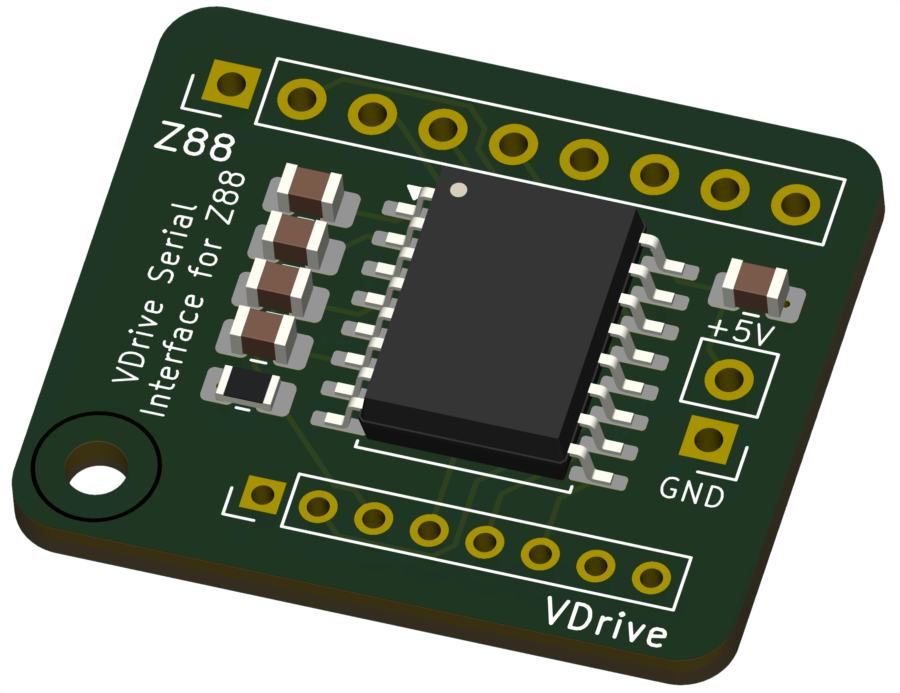 Z88
VDrive Serial
Interface for Z88
+5V
GND
VDrive